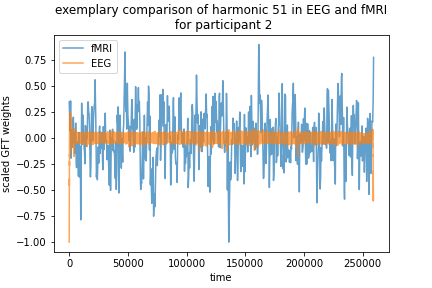 exemplary comparison of harmonic 51 in EEG and fMRI
for participant 2
fMRI
EEG
scaled GFT weights
0.75
0.50
0.25
0.00
−0.25
−0.50
−0.75
−1.00
0 50000 100000 150000 200000 250000
time